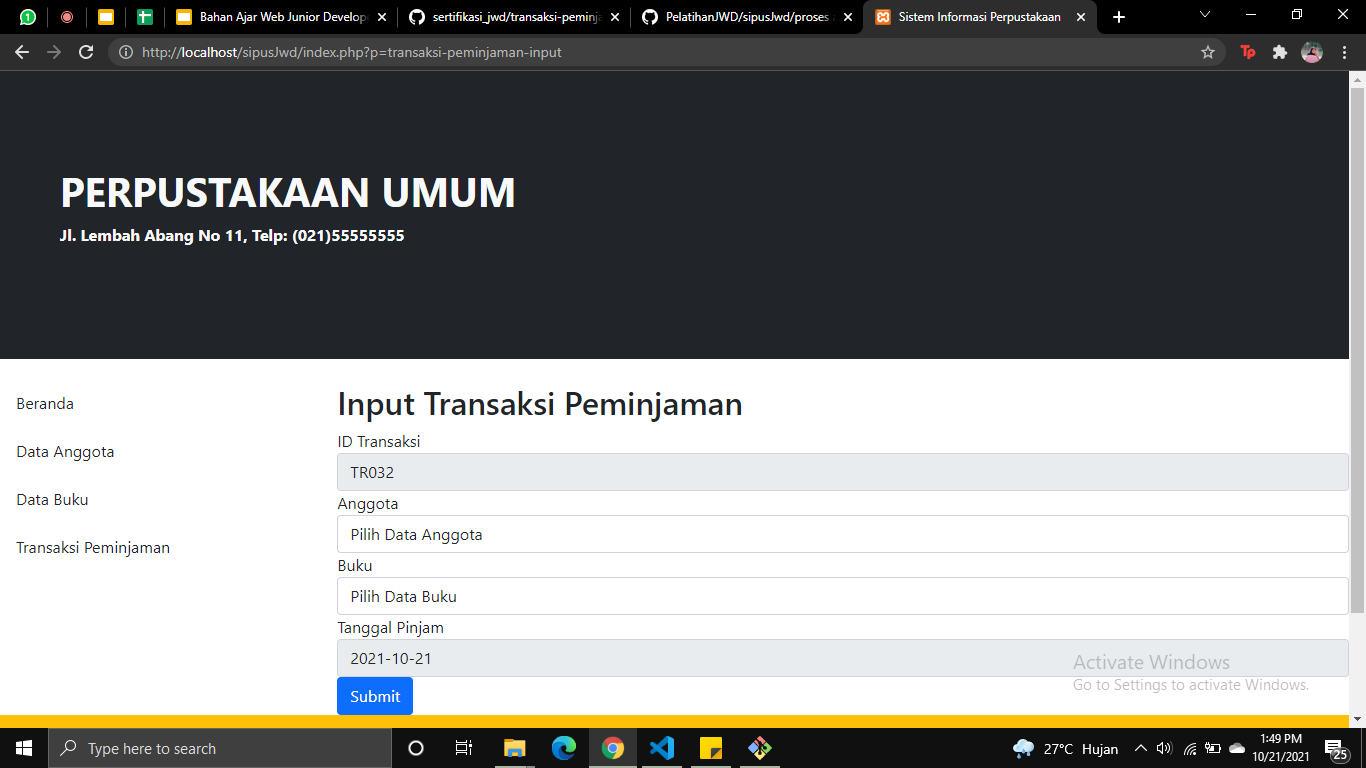 1
Bahan Ajar Web Junior Develop
sertifikasi_jwd/transaksi-peminja
PelatihanJWD/sipusJwd/proses
Sistem Informasi Perpustakaan
http://localhost/sipusJwd/index.php?p=transaksi-peminjaman-input
Tp
PERPUSTAKAAN UMUM
Jl. Lembah Abang No 11, Telp: (021)55555555
Beranda
Data Anggota
Data Buku
Transaksi Peminjaman
Input Transaksi Peminjaman
ID Transaksi
TR032
Anggota
Pilih Data Anggota
Buku
Pilih Data Buku
Tanggal Pinjam
2021-10-21
Submit
Activate Windows
Go to Settings to activate Windows.
Type here to search
27°C Hujan
1:49 PM
10/21/2021
25